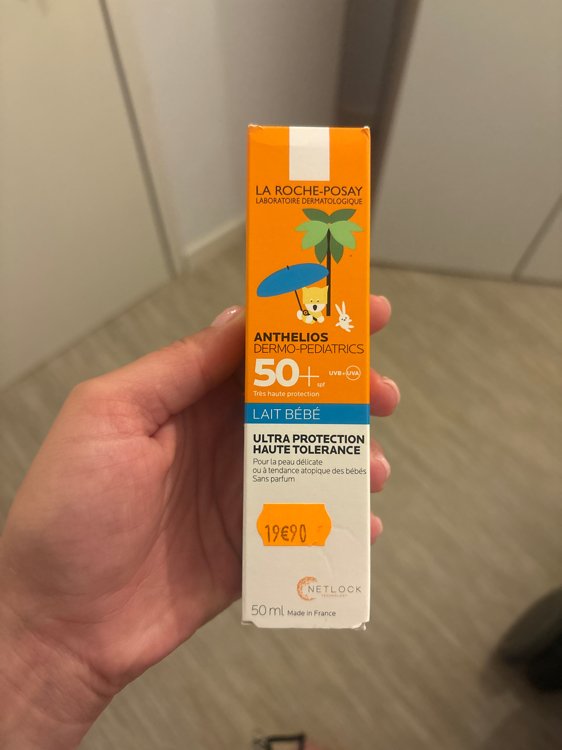 LA ROCHE-POSAY
LABORATOIRE DERMATOLOGIQUE
ANTHELIOS
DERMO-PEDIATRICS
50+ spf
UVB+UVA
Très haute protection
LAIT BÉBÉ
ULTRA PROTECTION
HAUTE TOLERANCE
Pour la peau délicate
ou à tendance atopique des bébés
Sans parfum
19€90
NETLOCK
TECHNOLOGY
50 ml Made in France